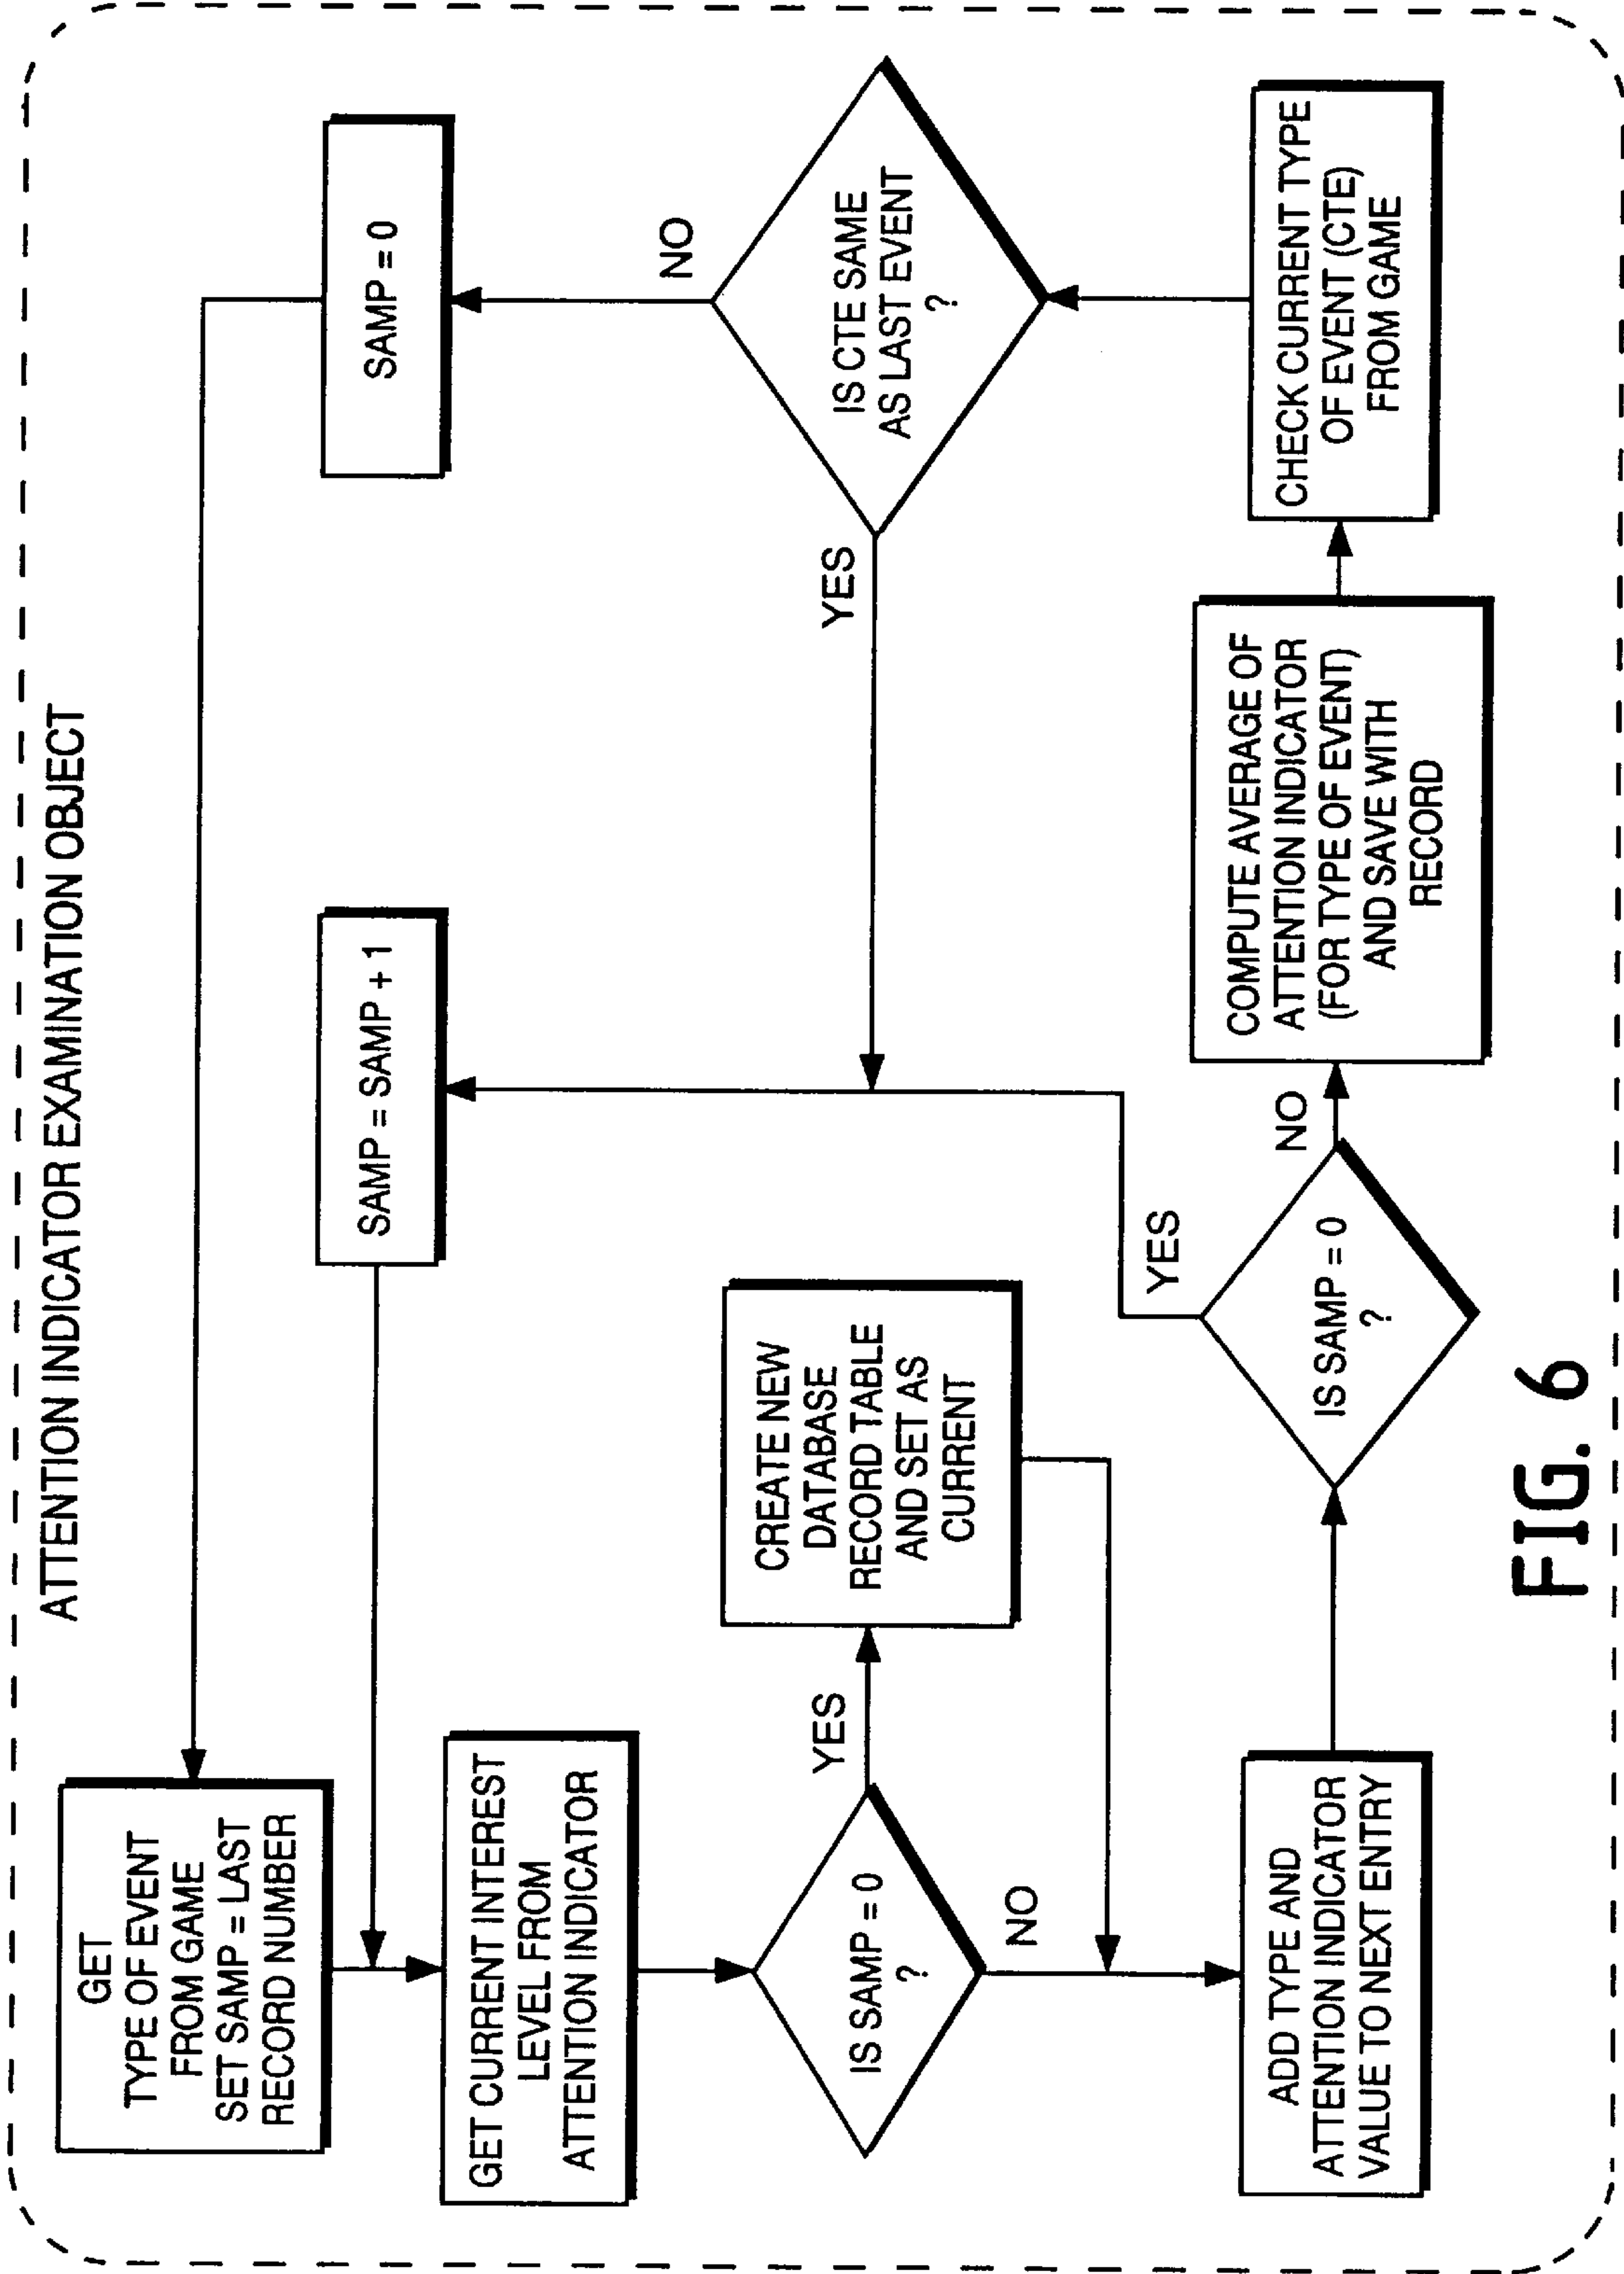 ATTENTION INDICATOR EXAMINATION OBJECT
GET
TYPE OF EVENT
FROM GAME
SET SAMP = LAST
RECORD NUMBER
SAMP = SAMP + 1
SAMP = 0
GET CURRENT INTEREST
LEVEL FROM
ATTENTION INDICATOR
IS SAMP = 0
?
YES
NO
CREATE NEW
DATABASE
RECORD TABLE
AND SET AS
CURRENT
ADD TYPE AND
ATTENTION INDICATOR
VALUE TO NEXT ENTRY
IS SAMP = 0
?
YES
NO
COMPUTE AVERAGE OF
ATTENTION INDICATOR
(FOR TYPE OF EVENT)
AND SAVE WITH
RECORD
CHECK CURRENT TYPE
OF EVENT (CTE)
FROM GAME
IS CTE SAME
AS LAST EVENT
?
YES
NO
FIG. 6